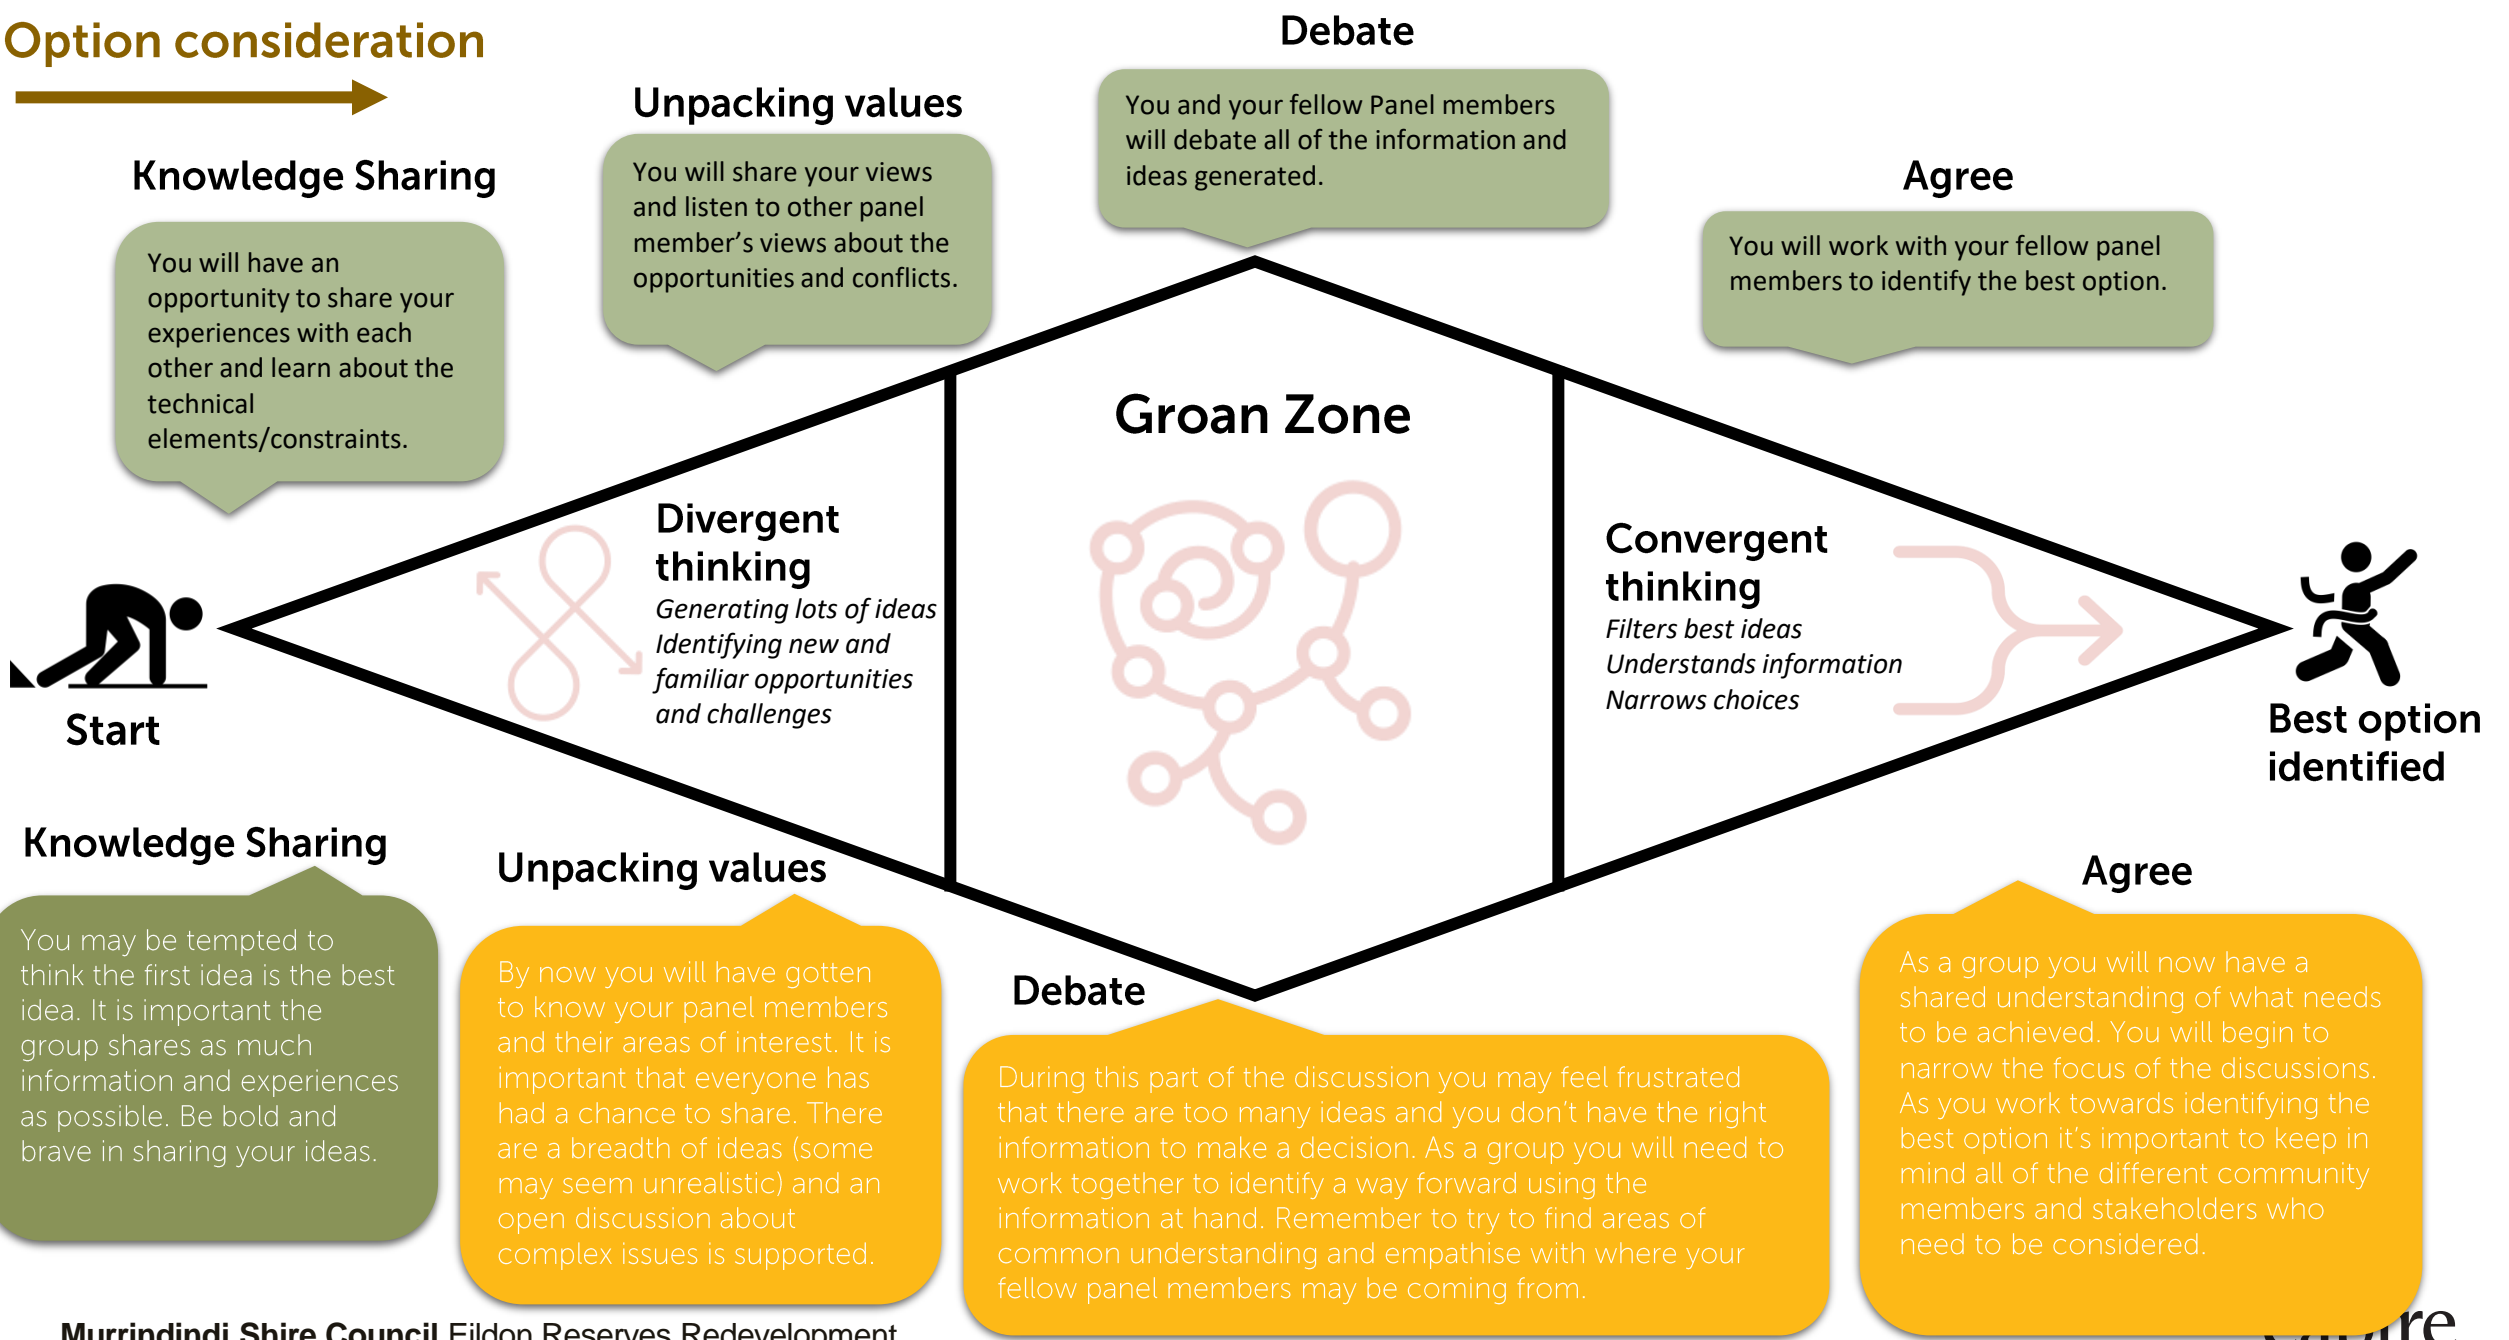 Option consideration
Debate
Unpacking values
You and your fellow Panel members
will debate all of the information and
ideas generated.
Knowledge Sharing
You will share your views
and listen to other panel
member’s views about the
opportunities and conflicts.
Agree
You will work with your fellow panel
members to identify the best option.
You will have an
opportunity to share your
experiences with each
other and learn about the
technical
elements/constraints.
Groan Zone
Divergent
thinking
Generating lots of ideas
Identifying new and
familiar opportunities
and challenges
Convergent
thinking
Filters best ideas
Understands information
Narrows choices
Start
Best option
identified
Knowledge Sharing
You may be tempted to
think the first idea is the best
idea. It is important the
group shares as much
information and experiences
as possible. Be bold and
brave in sharing your ideas.
Unpacking values
By now you will have gotten
to know your panel members
and their areas of interest. It is
important that everyone has
had a chance to share. There
are a breadth of ideas (some
may seem unrealistic) and an
open discussion about
complex issues is supported.
Debate
During this part of the discussion you may feel frustrated
that there are too many ideas and you don’t have the right
information to make a decision. As a group you will need to
work together to identify a way forward using the
information at hand. Remember to try to find areas of
common understanding and empathise with where your
fellow panel members may be coming from.
Agree
As a group you will now have a
shared understanding of what needs
to be achieved. You will begin to
narrow the focus of the discussions.
As you work towards identifying the
best option it’s important to keep in
mind all of the different community
members and stakeholders who
need to be considered.
Murrindindi Shire Council Eildon Reserves Redevelopment